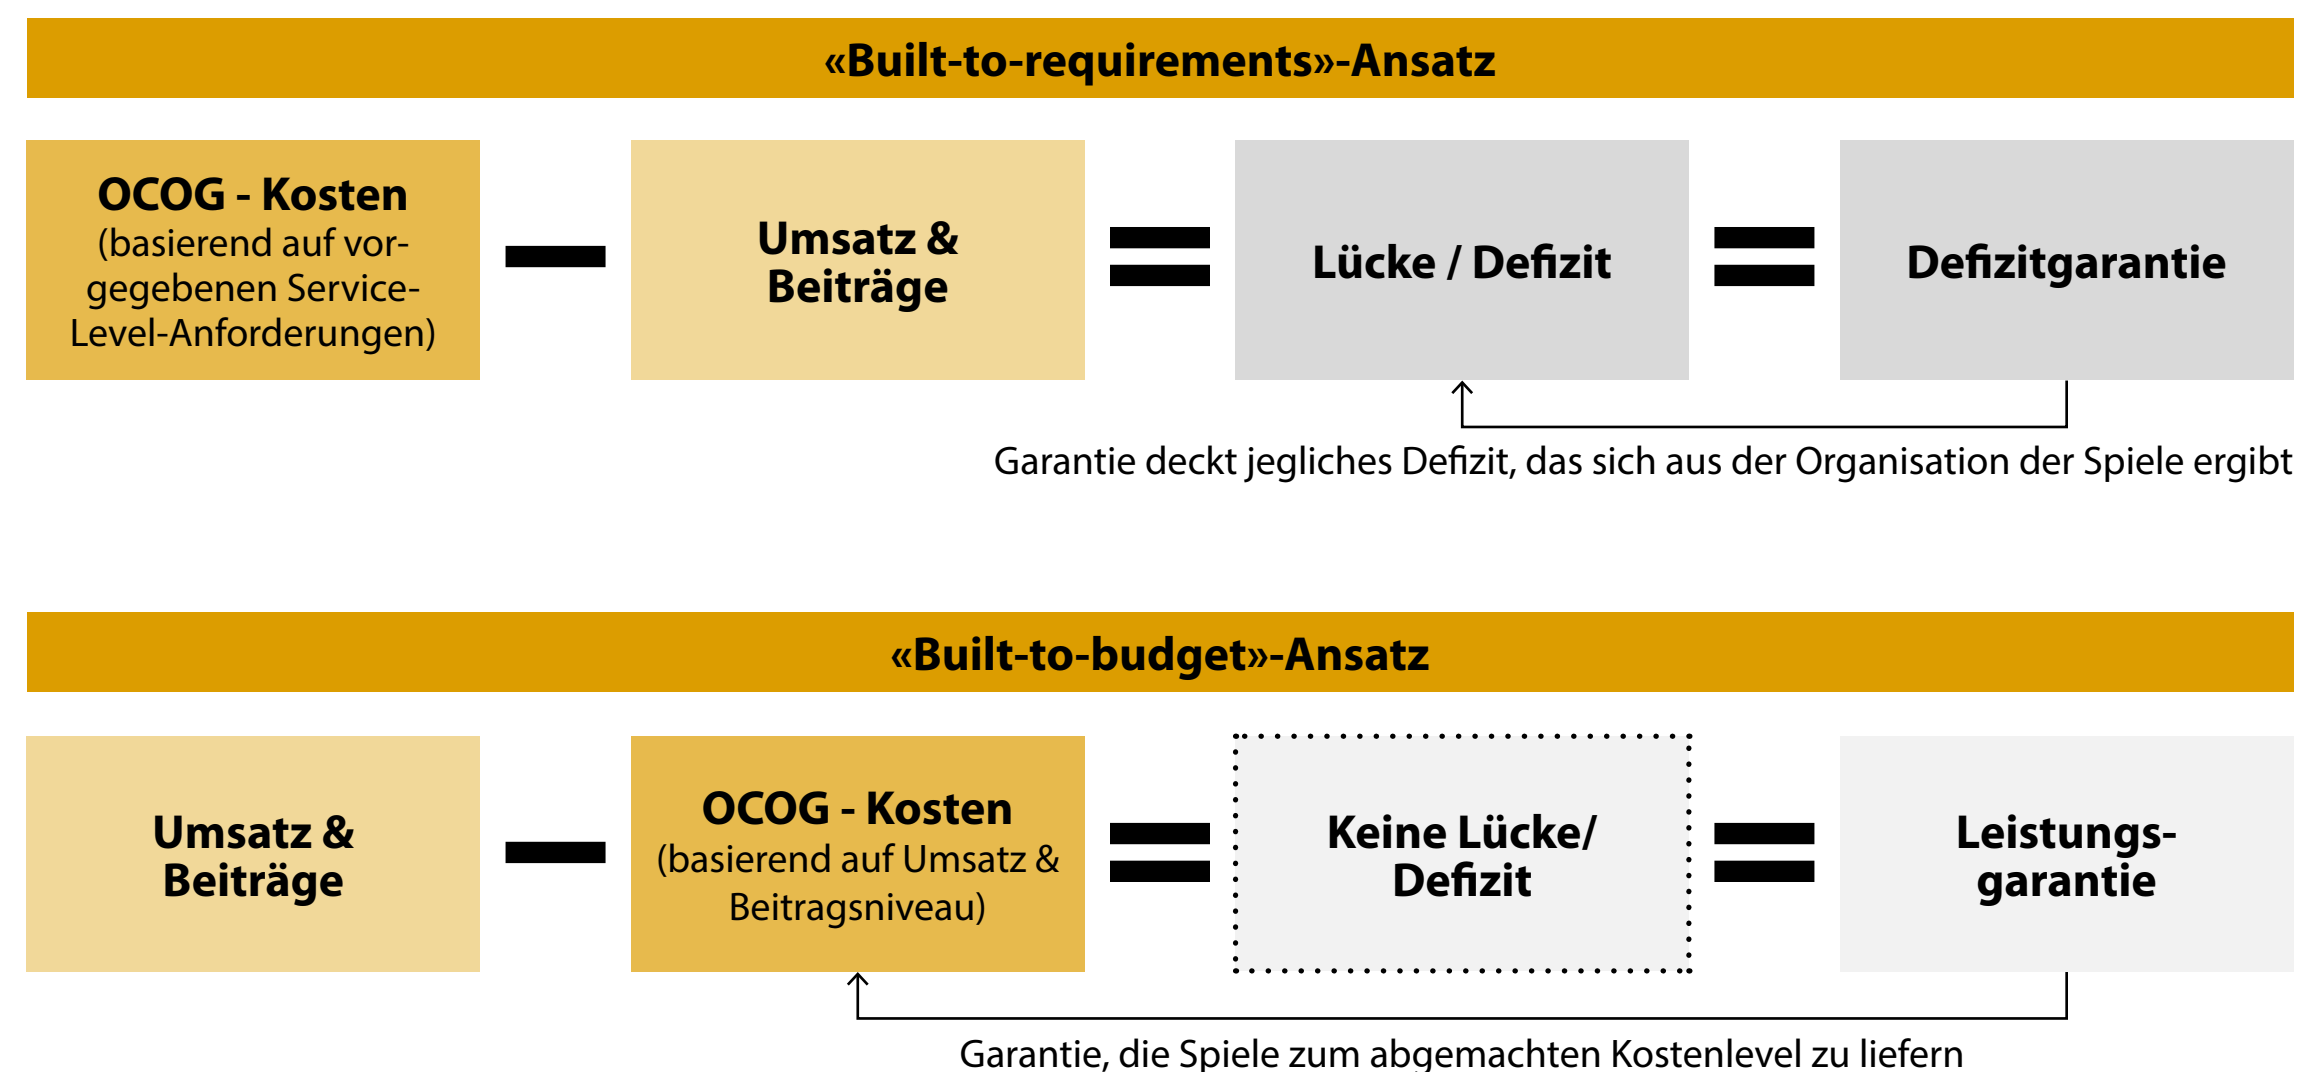 «Built-to-requirements»-Ansatz
OCOG - Kosten
(basierend auf vor-
gegebenen Service-
Level-Anforderungen)
Umsatz &
Beiträge
Lücke / Defizit
Defizitgarantie
Garantie deckt jegliches Defizit, das sich aus der Organisation der Spiele ergibt
«Built-to-budget»-Ansatz
Umsatz &
Beiträge
OCOG - Kosten
(basierend auf Umsatz &
Beitragsniveau)
Keine Lücke/
Defizit
Leistungs-
garantie
Garantie, die Spiele zum abgemachten Kostenlevel zu liefern